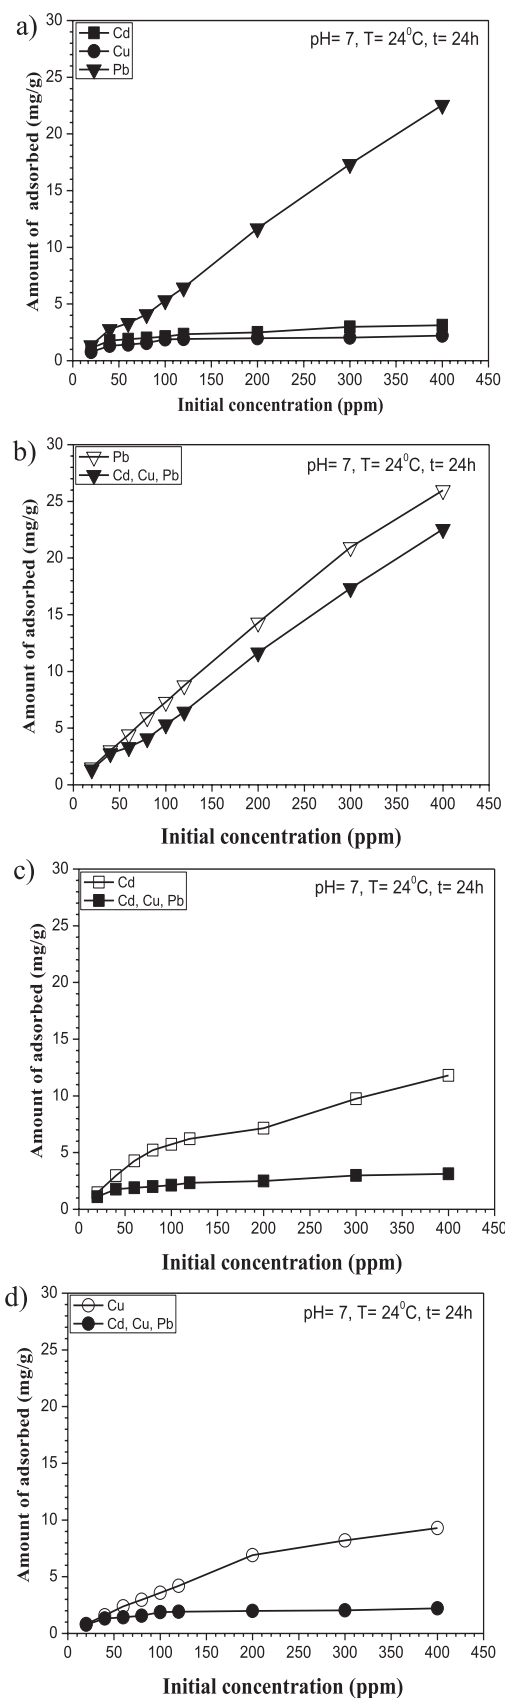 a)
Cd
Cu
Pb
pH= 7, T= 24⁰C, t= 24h
30
25
20
15
10
5
0
Amount of adsorbed (mg/g)
0 50 100 150 200 250 300 350 400 450
Initial concentration (ppm)
b)
Pb
Cd, Cu, Pb
pH= 7, T= 24⁰C, t= 24h
30
25
20
15
10
5
0
Amount of adsorbed (mg/g)
0 50 100 150 200 250 300 350 400 450
Initial concentration (ppm)
c)
Cd
Cd, Cu, Pb
pH= 7, T= 24⁰C, t= 24h
30
25
20
15
10
5
0
Amount of adsorbed (mg/g)
0 50 100 150 200 250 300 350 400 450
Initial concentration (ppm)
d)
Cu
Cd, Cu, Pb
pH= 7, T= 24⁰C, t= 24h
30
25
20
15
10
5
0
Amount of adsorbed (mg/g)
0 50 100 150 200 250 300 350 400 450
Initial concentration (ppm)